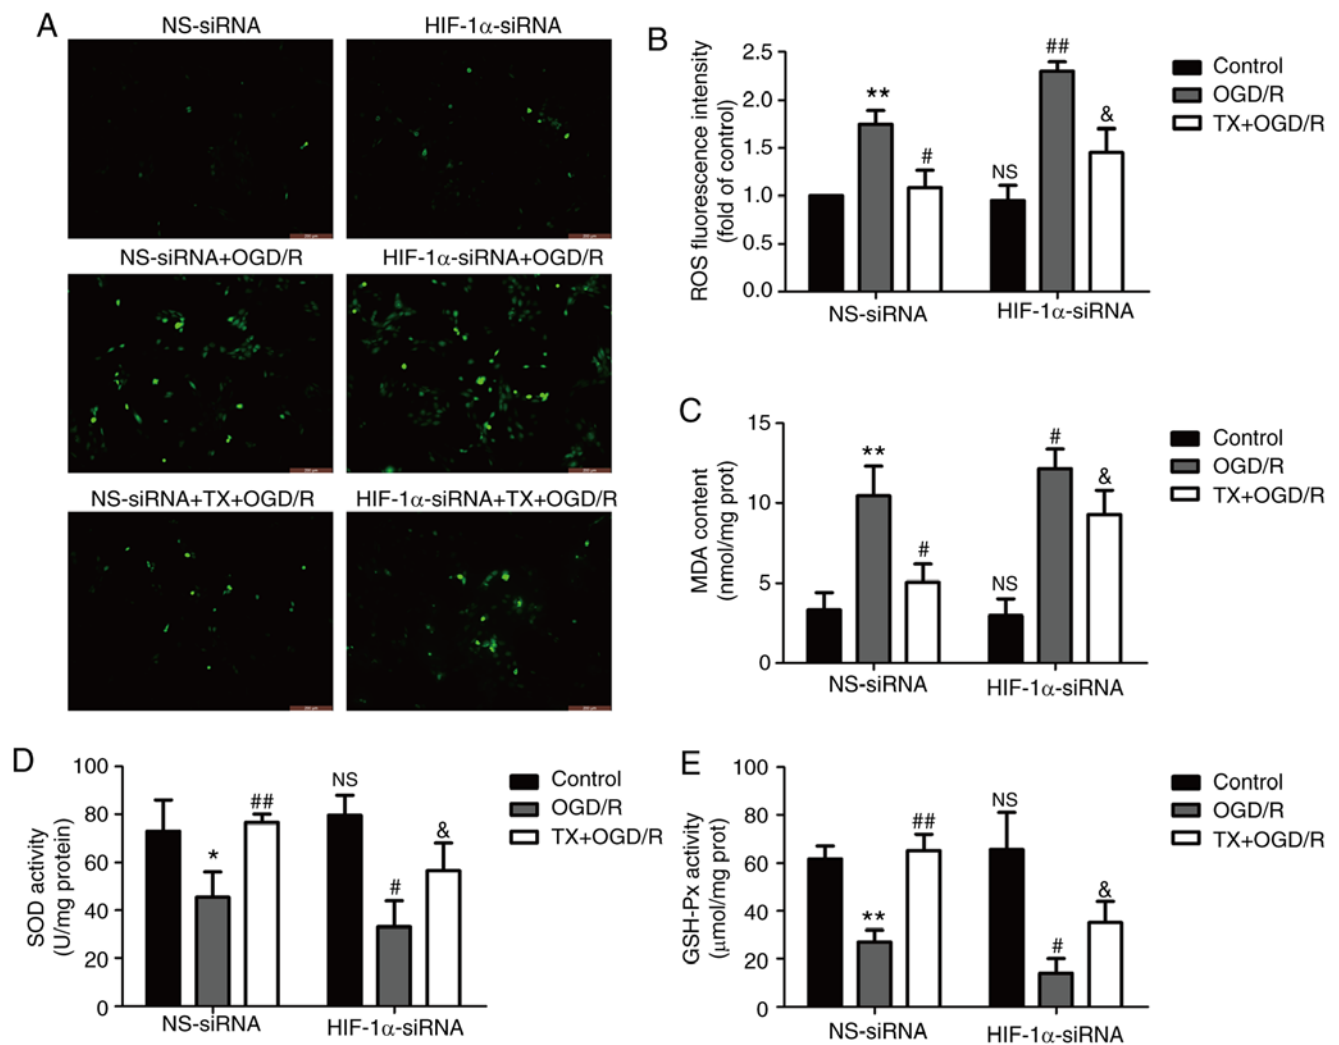 A
NS-siRNA
HIF-1α-siRNA
NS-siRNA+OGD/R
HIF-1α-siRNA+OGD/R
NS-siRNA+TX+OGD/R
HIF-1α-siRNA+TX+OGD/R
B
ROS fluorescence intensity
(fold of control)
2.5
2.0
1.5
1.0
0.5
0.0
**
#
NS
##
&
NS-siRNA
HIF-1α-siRNA
Control
OGD/R
TX+OGD/R
C
MDA content
(nmol/mg prot)
15
10
5
0
**
#
NS
#
&
NS-siRNA
HIF-1α-siRNA
Control
OGD/R
TX+OGD/R
D
SOD activity
(U/mg protein)
100
80
60
40
20
0
*
##
NS
#
&
NS-siRNA
HIF-1α-siRNA
Control
OGD/R
TX+OGD/R
E
GSH-Px activity
(μmol/mg prot)
100
80
60
40
20
0
**
##
NS
#
&
NS-siRNA
HIF-1α-siRNA
Control
OGD/R
TX+OGD/R